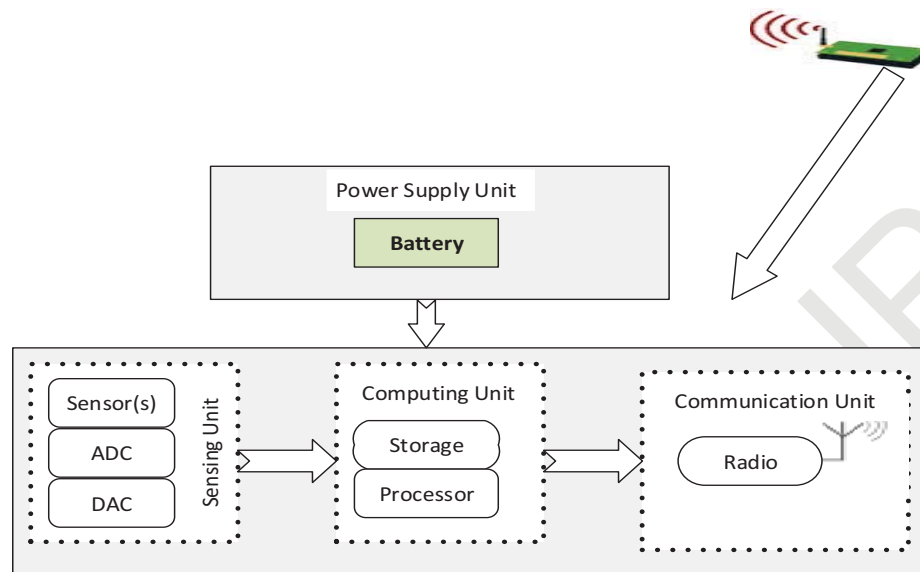 Power Supply Unit
Battery
Sensor(s)
ADC
DAC
Sensing Unit
Computing Unit
Storage
Processor
Communication Unit
Radio